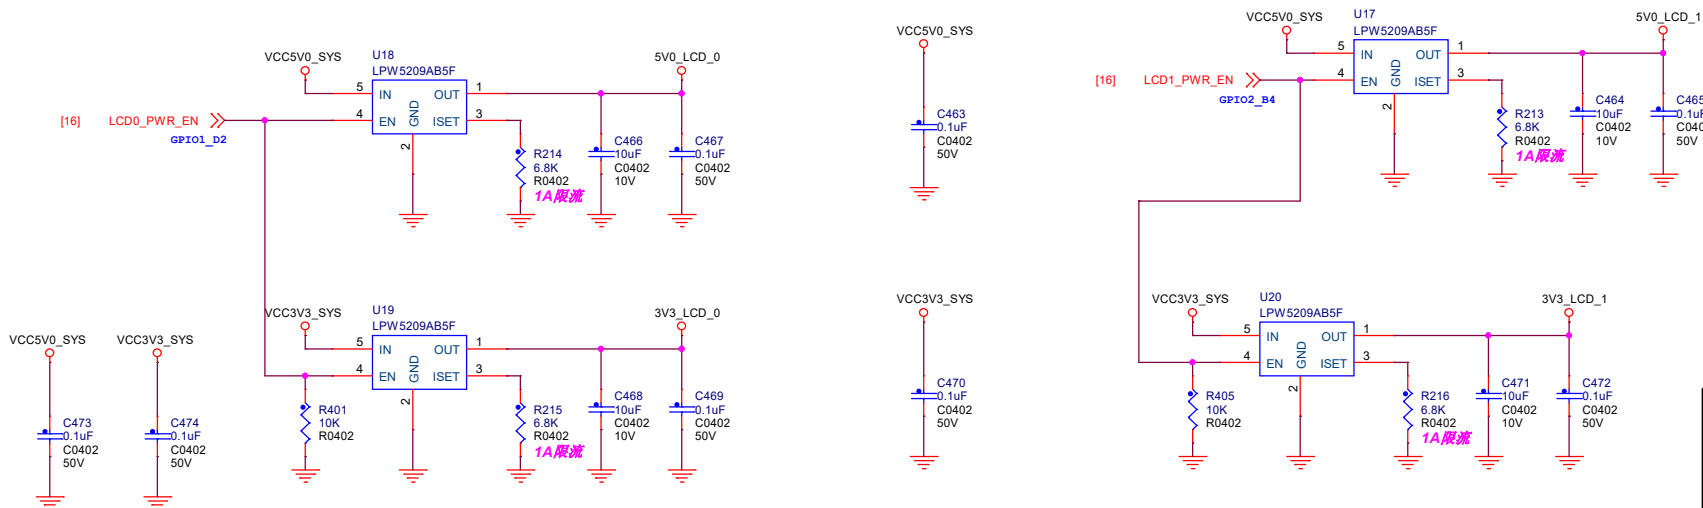 VCC5V0_SYS
U18
LPW5209AB5F
5V0_LCD_0
5 IN OUT 1
4 EN GND ISET 3
2
[16] LCD0_PWR_EN
GPIO1_D2
R214
6.8K
R0402
1A限流
C466
10uF
C0402
10V
C467
0.1uF
C0402
50V
VCC3V3_SYS
U19
LPW5209AB5F
3V3_LCD_0
5 IN OUT 1
4 EN GND ISET 3
2
R401
10K
R0402
R215
6.8K
R0402
1A限流
C468
10uF
C0402
10V
C469
0.1uF
C0402
50V
VCC5V0_SYS
C473
0.1uF
C0402
50V
VCC3V3_SYS
C474
0.1uF
C0402
50V
VCC5V0_SYS
C463
0.1uF
C0402
50V
VCC3V3_SYS
C470
0.1uF
C0402
50V
VCC5V0_SYS
U17
LPW5209AB5F
5V0_LCD_1
5 IN OUT 1
4 EN GND ISET 3
2
[16] LCD1_PWR_EN
GPIO2_B4
R213
6.8K
R0402
1A限流
C464
10uF
C0402
10V
C465
0.1uF
C040
50V
VCC3V3_SYS
U20
LPW5209AB5F
3V3_LCD_1
5 IN OUT 1
4 EN GND ISET 3
2
R405
10K
R0402
R216
6.8K
R0402
1A限流
C471
10uF
C0402
10V
C472
0.1uF
C0402
50V